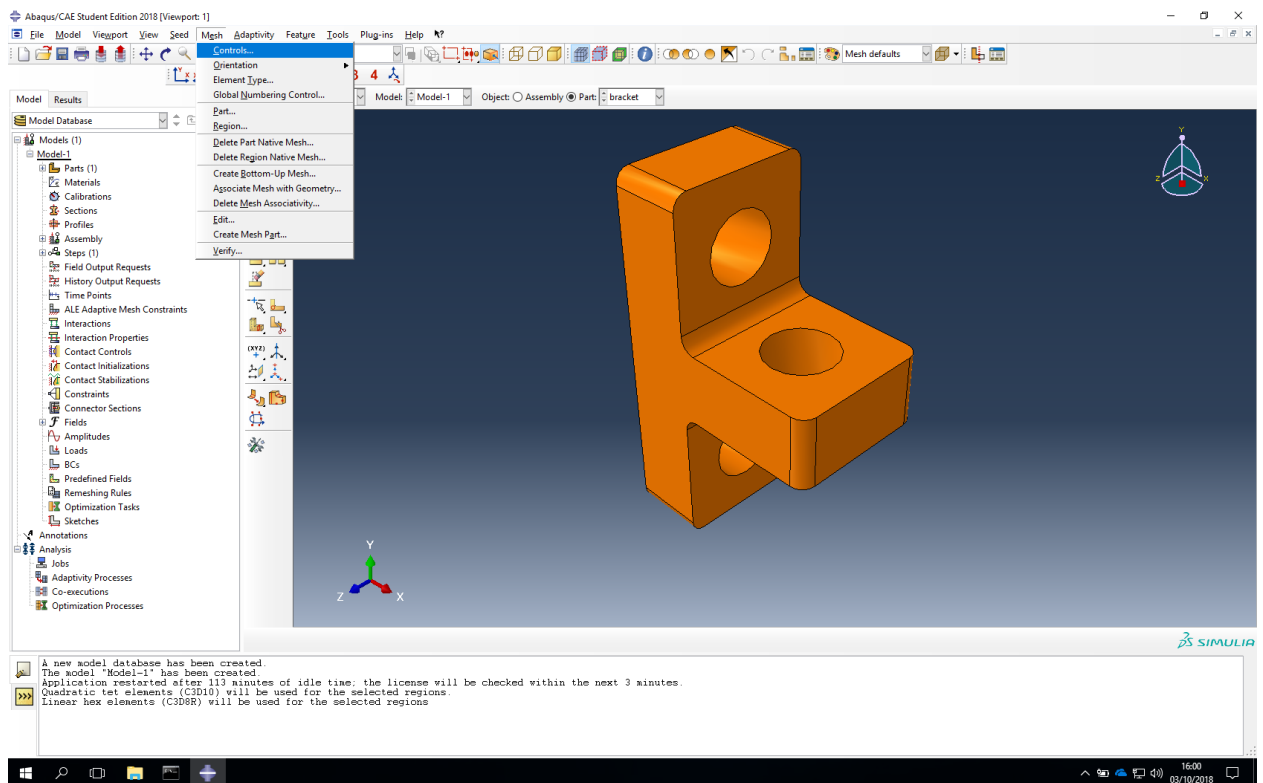 Abaqus/CAE Student Edition 2018 [Viewport: 1]
File Model Viewport View Seed Mesh Adaptivity Feature Tools Plug-ins Help
Mesh defaults
3 4
Model Results
Model: Model-1 Object: Assembly Part: bracket
Model Database
Models (1)
Model-1
Parts (1)
Materials
Calibrations
Sections
Profiles
Assembly
Steps (1)
Field Output Requests
History Output Requests
Time Points
ALE Adaptive Mesh Constraints
Interactions
Interaction Properties
Contact Controls
Contact Initializations
Contact Stabilizations
Constraints
Connector Sections
Fields
Amplitudes
Loads
BCs
Predefined Fields
Remeshing Rules
Optimization Tasks
Sketches
Annotations
Analysis
Jobs
Adaptivity Processes
Co-executions
Optimization Processes
Controls...
Orientation
Element Type...
Global Numbering Control...
Part...
Region...
Delete Part Native Mesh...
Delete Region Native Mesh...
Create Bottom-Up Mesh...
Associate Mesh with Geometry...
Delete Mesh Associativity...
Edit...
Create Mesh Part...
Verify...
(XYZ)
Y
Z X
Y
Z X
SIMULIA
A new model database has been created.
The model "Model-1" has been created.
Application restarted after 113 minutes of idle time; the license will be checked within the next 3 minutes.
Quadratic tet elements (C3D10) will be used for the selected regions.
Linear hex elements (C3D8R) will be used for the selected regions
>>>
16:00
03/10/2018